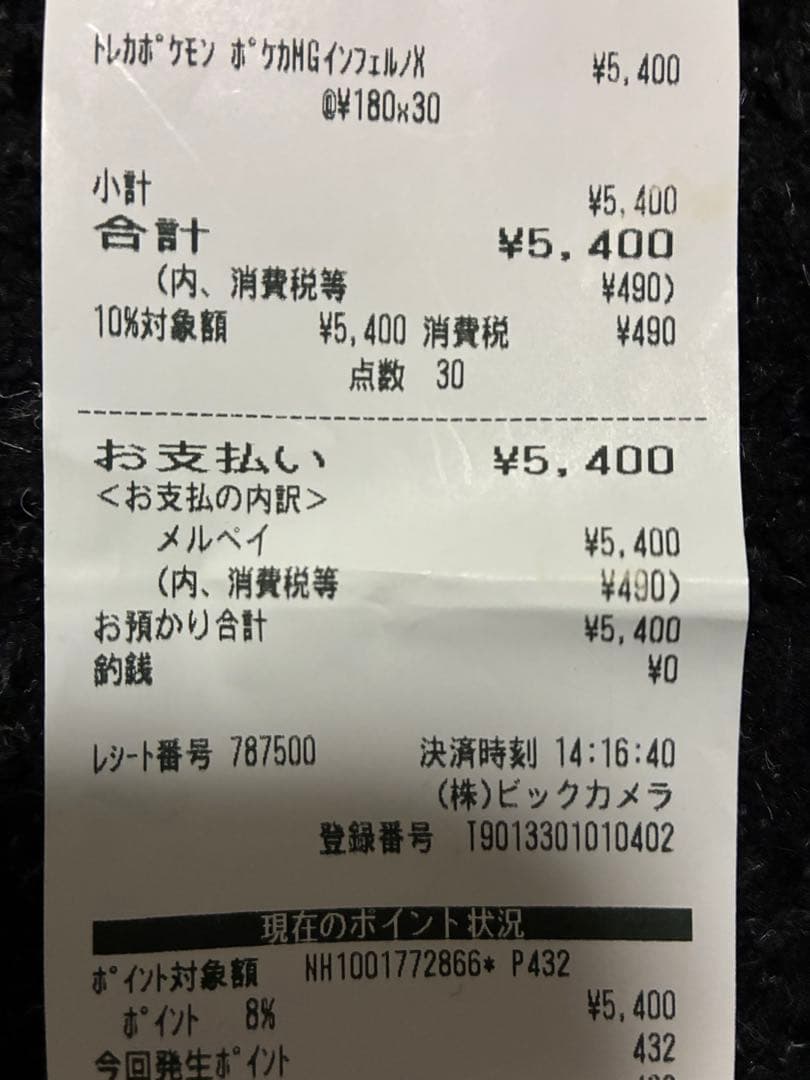 ﾄﾚｶﾎﾟｹﾓﾝ ﾎﾟｹｶMGｲﾝﾌｪﾙﾉX ¥5,400
@¥180x30
小計 ¥5,400
合計 ¥5,400
(内、消費税等 ¥490)
10%対象額 ¥5,400 消費税 ¥490
点数 30
お支払い ¥5,400
<お支払の内訳>
メルペイ ¥5,400
(内、消費税等 ¥490)
お預かり合計 ¥5,400
釣銭 ¥0
ﾚｼｰﾄ番号 787500 決済時刻 14:16:40
(株)ビックカメラ
登録番号 T9013301010402
現在のポイント状況
ﾎﾟｲﾝﾄ対象額 NH1001772866* P432
¥5,400
ﾎﾟｲﾝﾄ 8%
432
今回発生ﾎﾟｲﾝﾄ